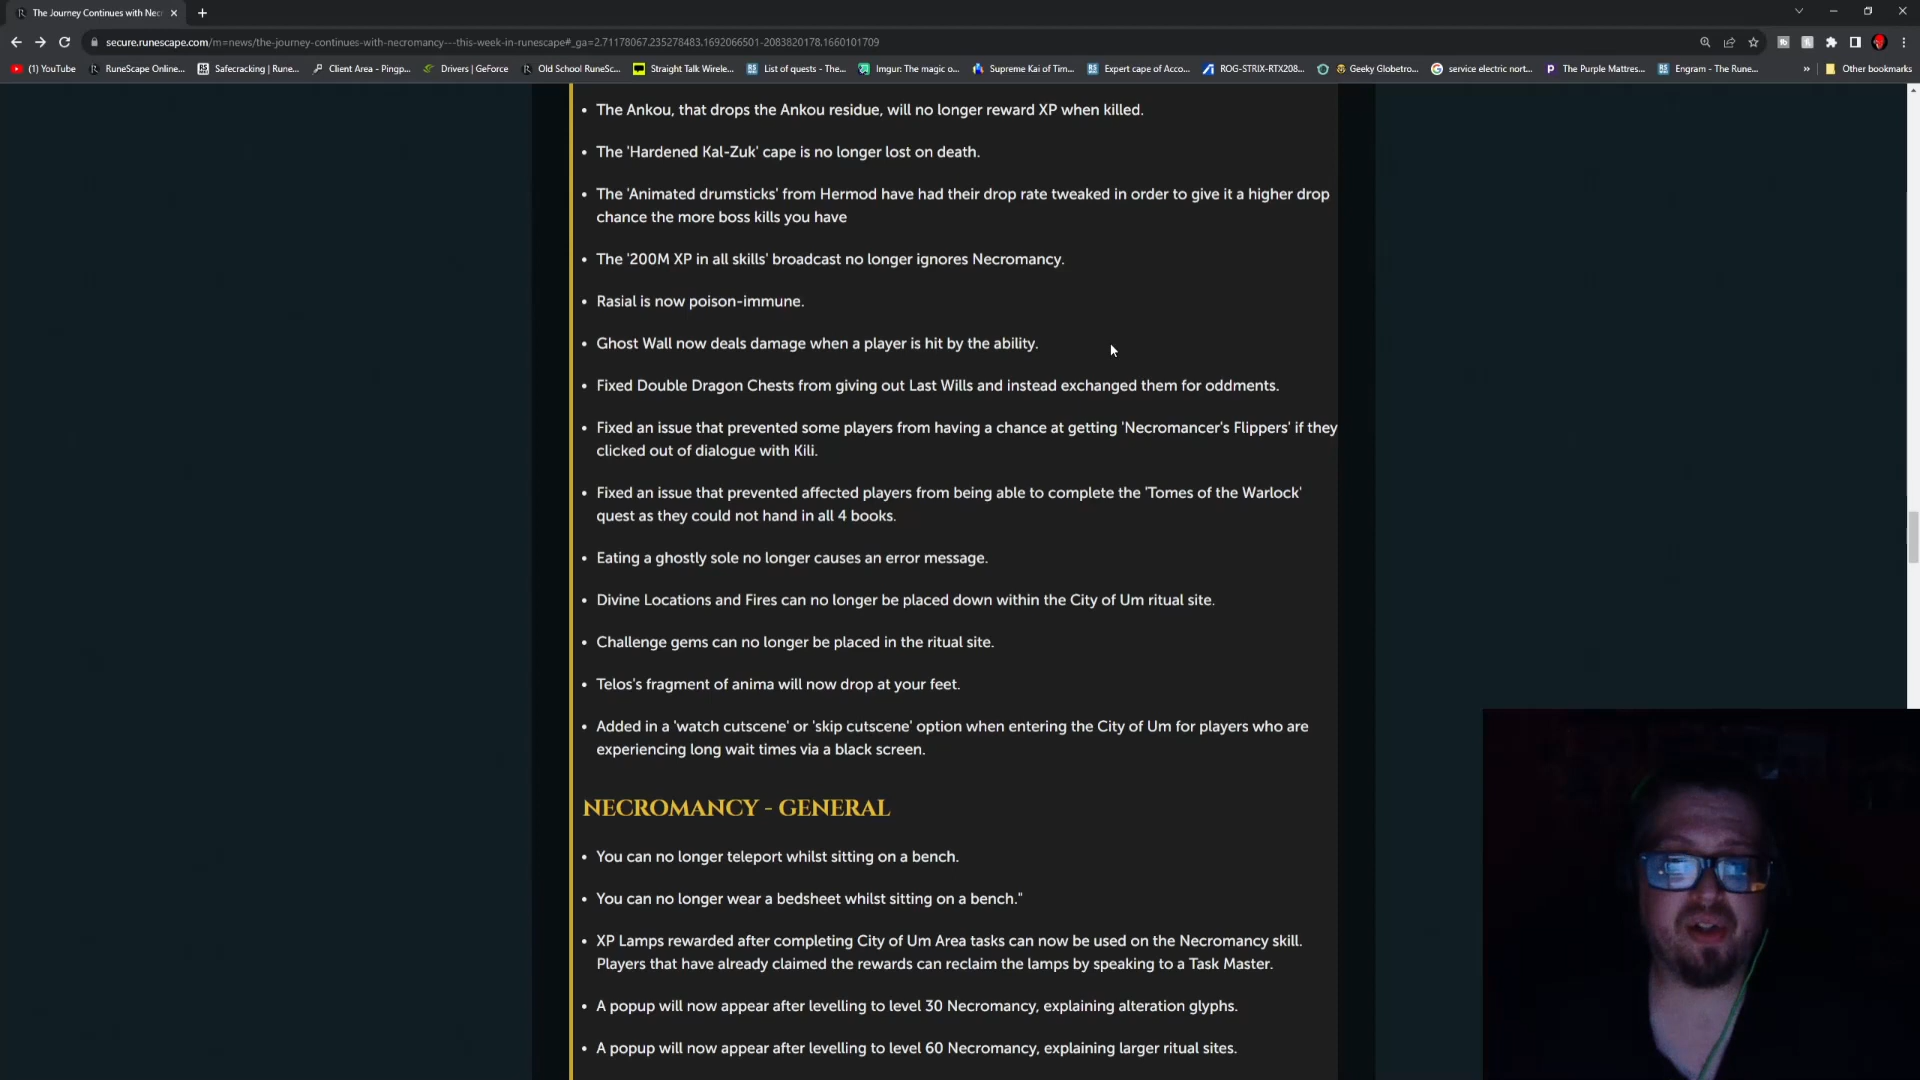 The Journey Continues with Nec
secure.runescape.com/m=news/the-journey-continues-with-necromancy---this-week-in-runescape#_ga=2.71178067.235278483.1692066501-2083820178.1660101709
(1) YouTube
RuneScape Online...
Safecracking | Rune...
Client Area - Pingp...
Drivers | GeForce
Old School RuneSc...
Straight Talk Wirele...
List of quests - The...
Imgur: The magic o...
Supreme Kai of Tim...
Expert cape of Acco...
ROG-STRIX-RTX208...
Geeky Globetro...
service electric nort...
The Purple Mattres...
Engram - The Rune...
»
Other bookmarks
• The Ankou, that drops the Ankou residue, will no longer reward XP when killed.
• The 'Hardened Kal-Zuk' cape is no longer lost on death.
• The 'Animated drumsticks' from Hermod have had their drop rate tweaked in order to give it a higher drop
chance the more boss kills you have
• The '200M XP in all skills' broadcast no longer ignores Necromancy.
• Rasial is now poison-immune.
• Ghost Wall now deals damage when a player is hit by the ability.
• Fixed Double Dragon Chests from giving out Last Wills and instead exchanged them for oddments.
• Fixed an issue that prevented some players from having a chance at getting 'Necromancer's Flippers' if they
clicked out of dialogue with Kili.
• Fixed an issue that prevented affected players from being able to complete the 'Tomes of the Warlock'
quest as they could not hand in all 4 books.
• Eating a ghostly sole no longer causes an error message.
• Divine Locations and Fires can no longer be placed down within the City of Um ritual site.
• Challenge gems can no longer be placed in the ritual site.
• Telos's fragment of anima will now drop at your feet.
• Added in a 'watch cutscene' or 'skip cutscene' option when entering the City of Um for players who are
experiencing long wait times via a black screen.
NECROMANCY - GENERAL
• You can no longer teleport whilst sitting on a bench.
• You can no longer wear a bedsheet whilst sitting on a bench."
• XP Lamps rewarded after completing City of Um Area tasks can now be used on the Necromancy skill.
Players that have already claimed the rewards can reclaim the lamps by speaking to a Task Master.
• A popup will now appear after levelling to level 30 Necromancy, explaining alteration glyphs.
• A popup will now appear after levelling to level 60 Necromancy, explaining larger ritual sites.